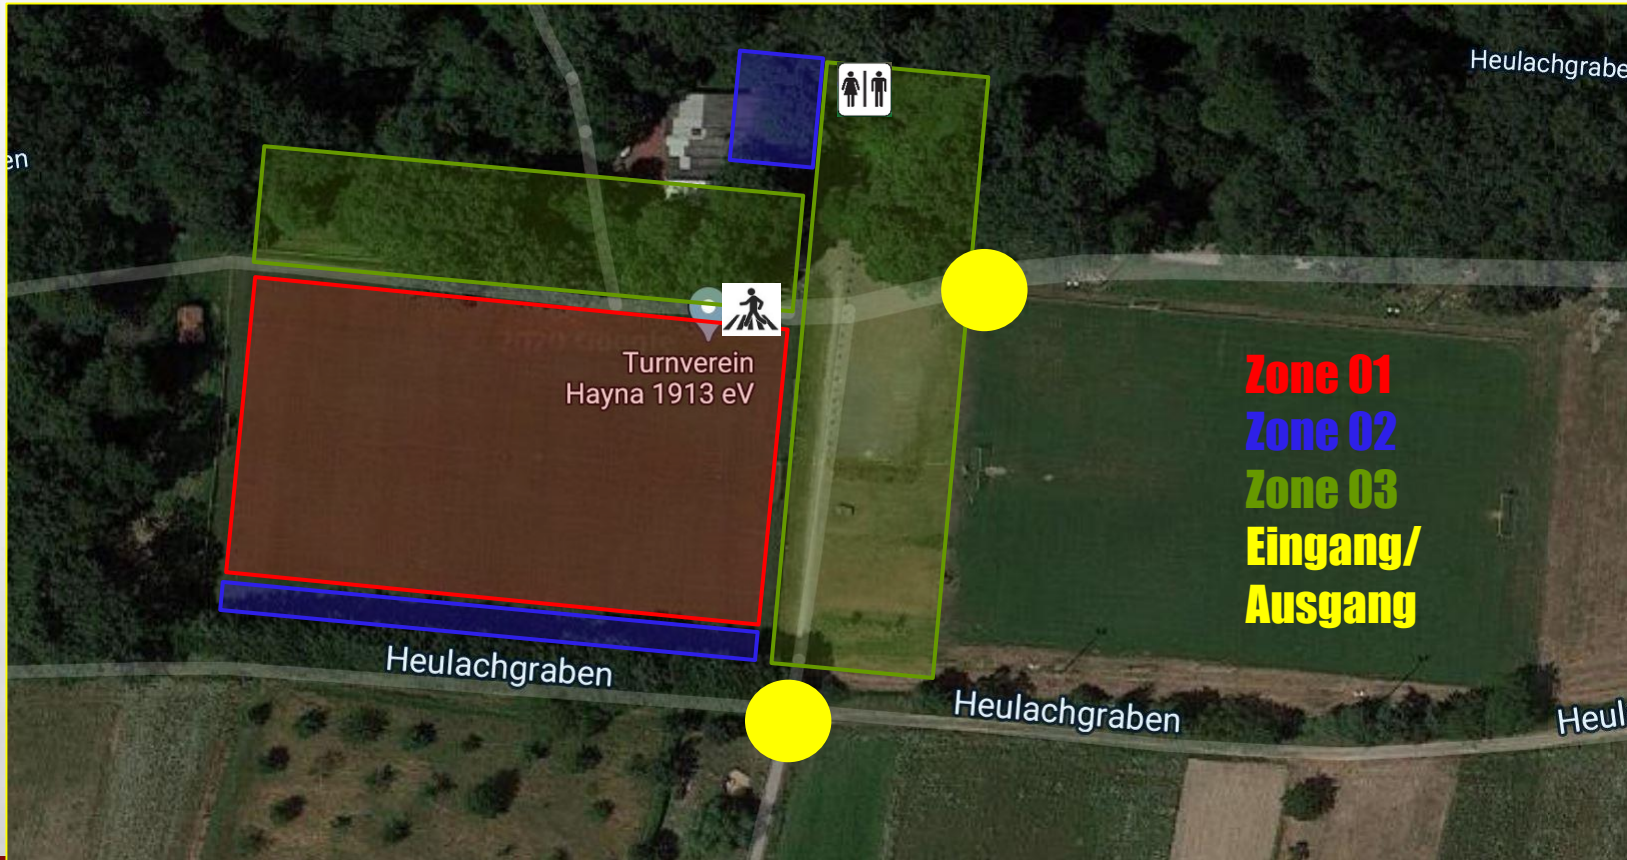 Heulachgrabe
en
Turnverein
Hayna 1913 eV
Zone 01
Zone 02
Zone 03
Eingang/
Ausgang
Heulachgraben
Heulachgraben
Heul